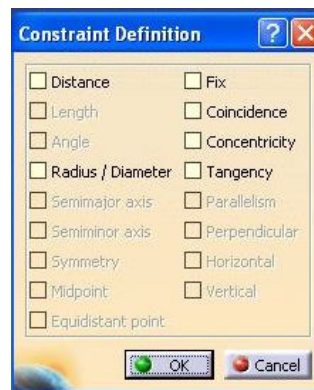 Constraint Definition ?
Distance Fix
Length Coincidence
Angle Concentricity
Radius / Diameter Tangency
Semimajor axis Parallelism
Semiminor axis Perpendicular
Symmetry Horizontal
Midpoint Vertical
Equidistant point
OK Cancel